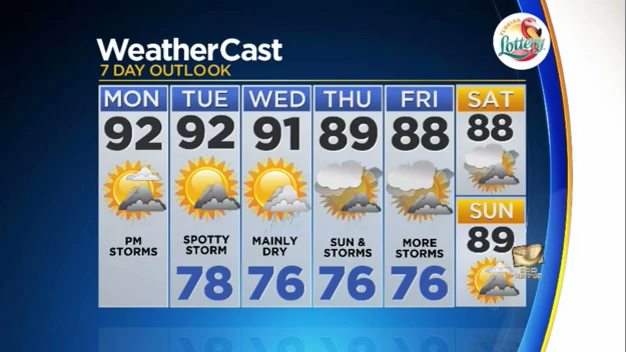 WeatherCast
7 DAY OUTLOOK
FLORIDA
Lottery
MON
92
PM
STORMS
TUE
92
SPOTTY
STORM
78
WED
91
MAINLY
DRY
76
THU
89
SUN &
STORMS
76
FRI
88
MORE
STORMS
76
SAT
88
SUN
89